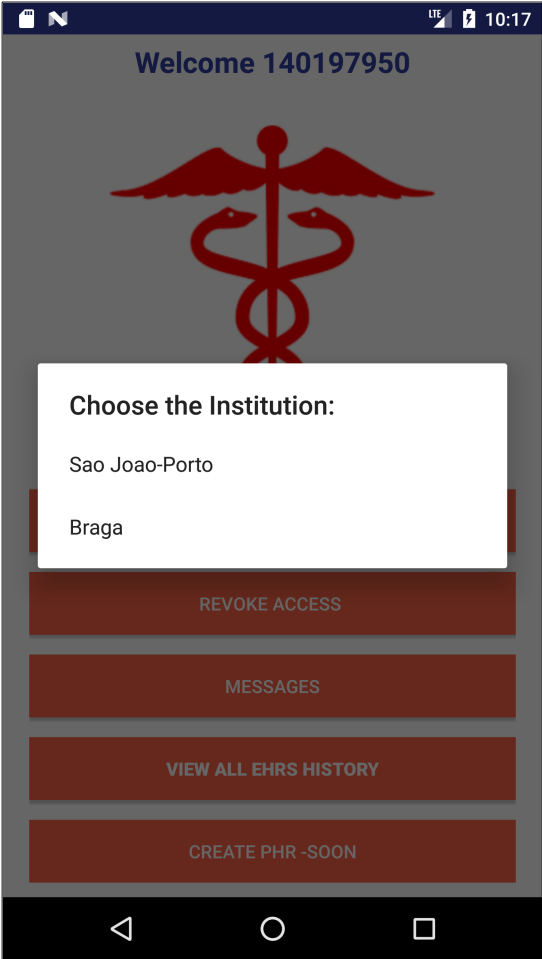 LTE 10:17
Welcome 140197950
Choose the Institution:
Sao Joao-Porto
Braga
REVOKE ACCESS
MESSAGES
VIEW ALL EHRS HISTORY
CREATE PHR -SOON